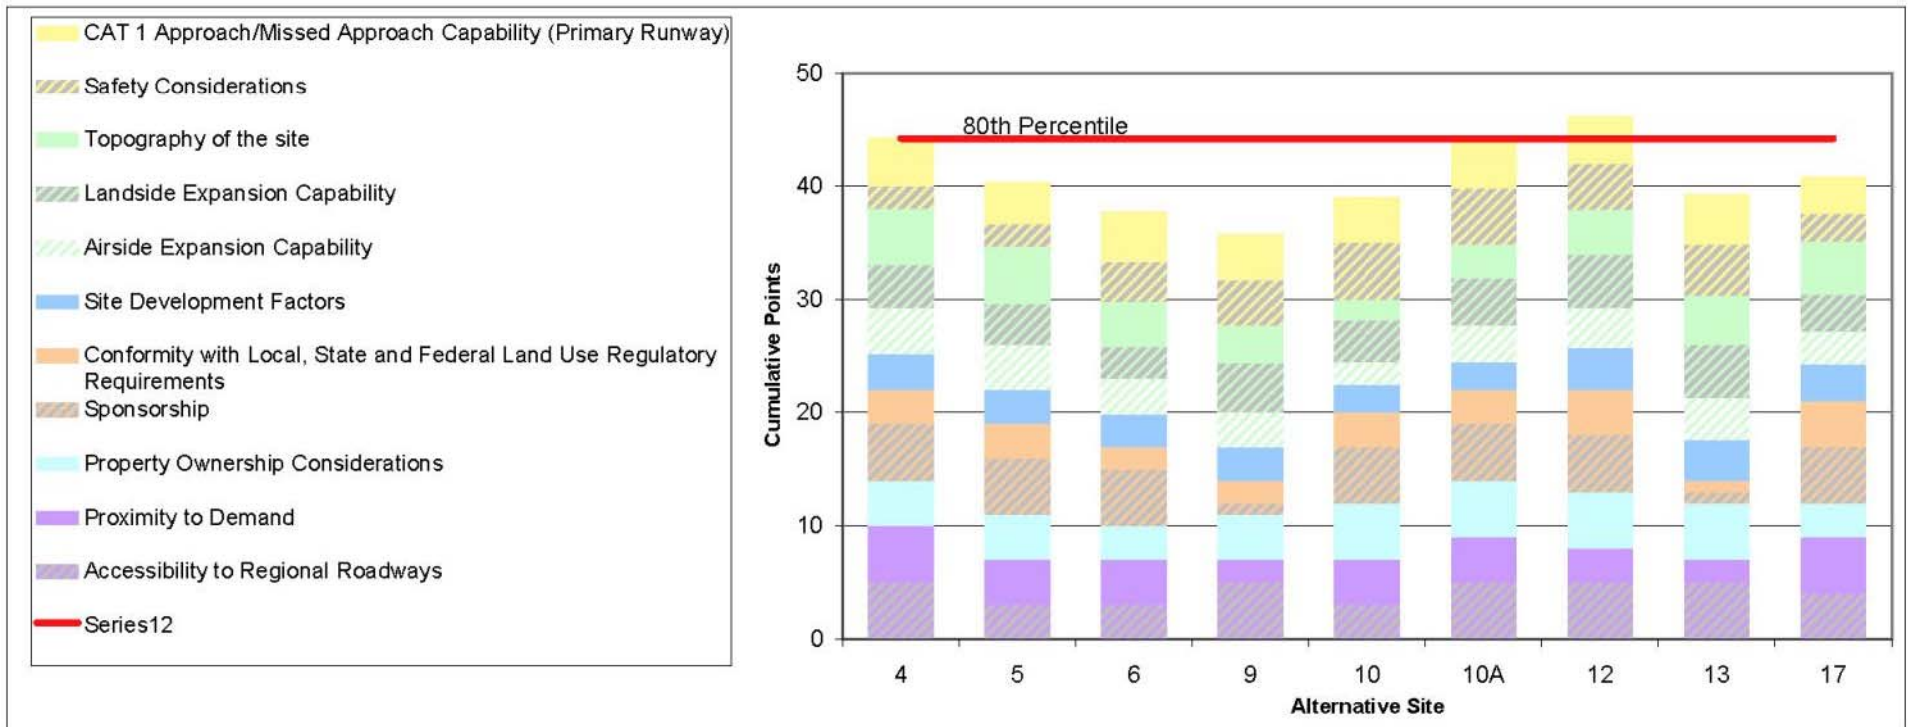 CAT 1 Approach/Missed Approach Capability (Primary Runway)
Safety Considerations
Topography of the site
Landside Expansion Capability
Airside Expansion Capability
Site Development Factors
Conformity with Local, State and Federal Land Use Regulatory
Requirements
Sponsorship
Property Ownership Considerations
Proximity to Demand
Accessibility to Regional Roadways
Series12
Cumulative Points
50
40
30
20
10
0
80th Percentile
4 5 6 9 10 10A 12 13 17
Alternative Site